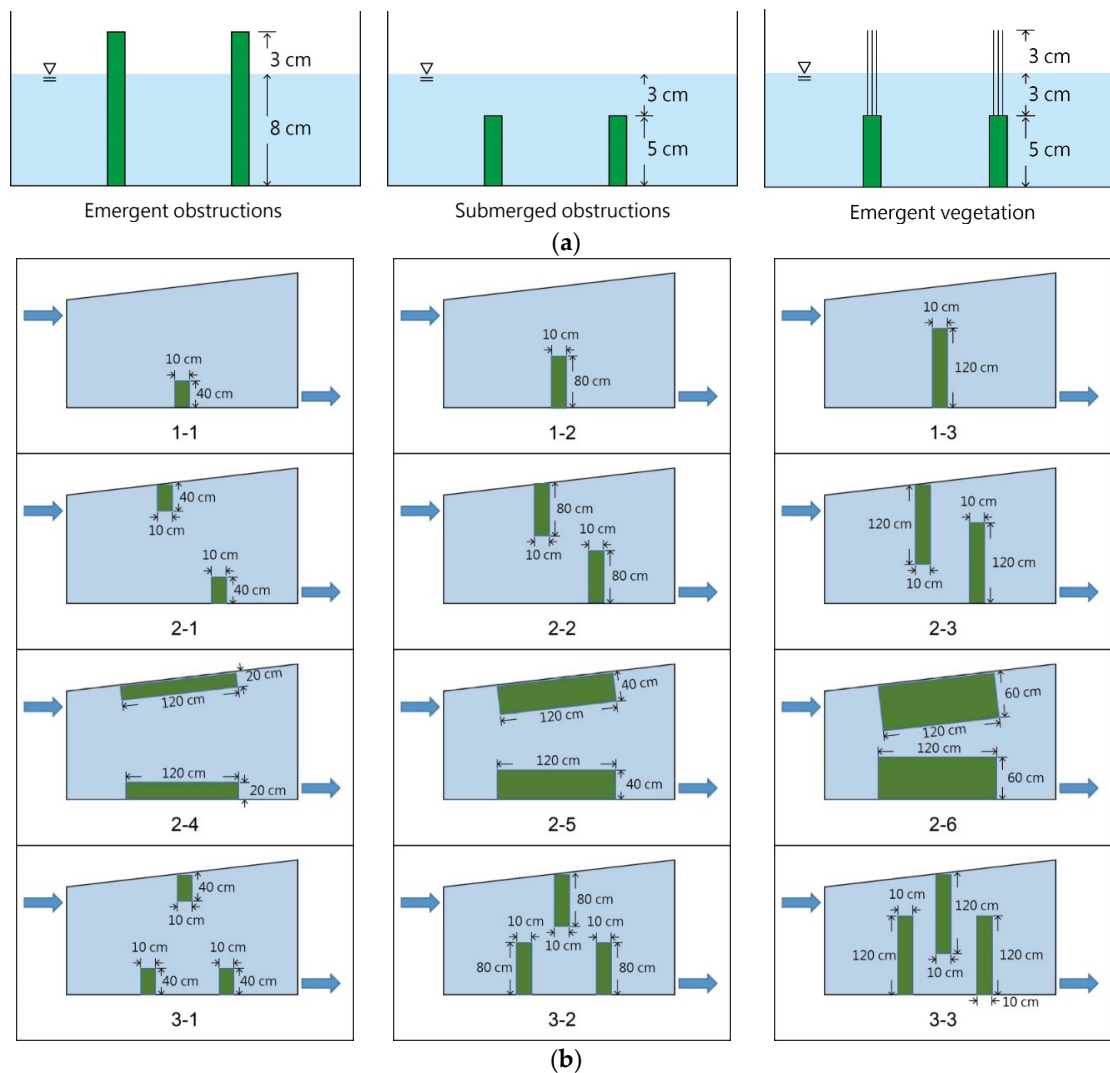 3 cm
8 cm
Emergent obstructions
3 cm
5 cm
Submerged obstructions
3 cm
3 cm
5 cm
Emergent vegetation
(a)
10 cm
40 cm
1-1
10 cm
80 cm
1-2
10 cm
120 cm
1-3
40 cm
10 cm
10 cm
40 cm
2-1
80 cm
10 cm
10 cm
80 cm
2-2
120 cm
10 cm
10 cm
120 cm
2-3
20 cm
120 cm
120 cm
20 cm
2-4
40 cm
120 cm
120 cm
40 cm
2-5
60 cm
120 cm
120 cm
60 cm
2-6
40 cm
10 cm
10 cm
10 cm
40 cm
40 cm
3-1
80 cm
10 cm
10 cm
10 cm
80 cm
80 cm
3-2
10 cm
120 cm
10 cm
120 cm
10 cm
120 cm
10 cm
3-3
(b)